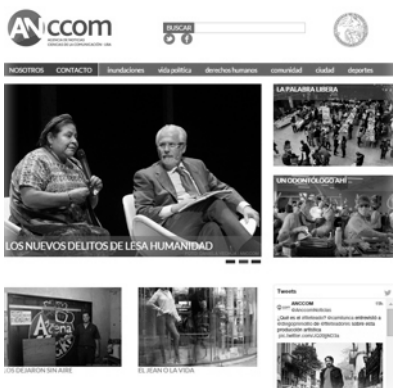 ANccom
AGENCIA DE NOTICIAS
CIENCIAS DE LA COMUNICACIÓN UBA
BUSCAR
NOSOTROS CONTACTO inundaciones vida política derechos humanos comunidad ciudad deportes
LA PALABRA LIBERA
UN ODONTÓLOGO AHÍ
LOS NUEVOS DELITOS DE LESA HUMANIDAD
Tweets
ANCCOM
OS DEJARON SIN AIRE
EL JEAN O LA VIDA